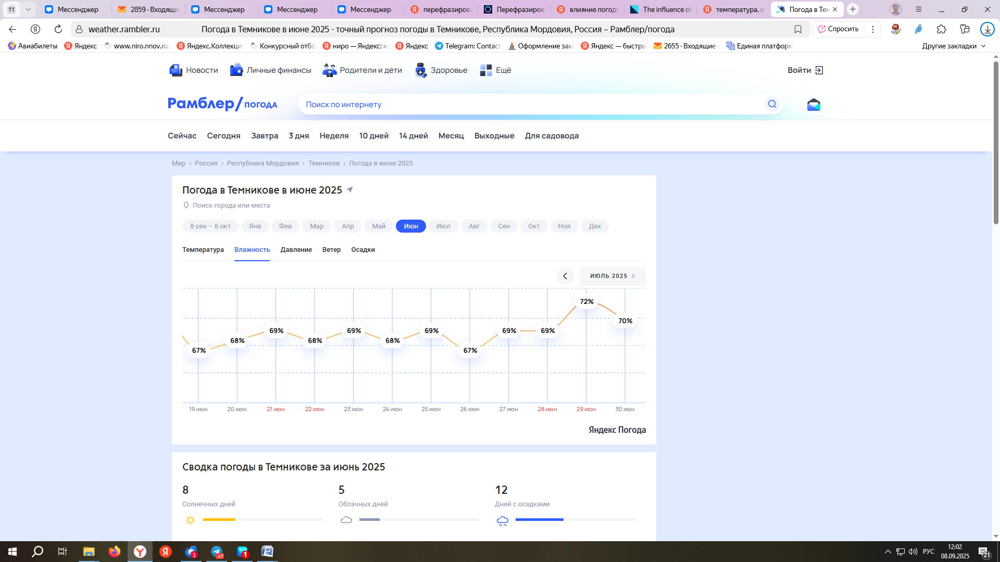 11
Мессенджер
2859 · Входящи
Мессенджер
Мессенджер
Мессенджер
перефразирова
Перефразирова
влияние погодн
The influence of
температура, о
Погода в Тем
weather.rambler.ru
Погода в Темникове в июне 2025 - точный прогноз погоды в Темникове, Республика Мордовия, Россия – Рамблер/погода
Спросить
Авиабилеты
Яндекс
www.niro.nnov.ru/
Яндекс.Коллекци
Конкурсный отбо
ниро — Яндекс: н
Яндекс
Telegram: Contact
Оформление зака
Яндекс — быстры
2655 · Входящие -
Единая платформ
Другие закладки
Новости
Личные финансы
Родители и дети
Здоровье
Ещё
Войти
Рамблер/погода
Поиск по интернету
Сейчас
Сегодня
Завтра
3 дня
Неделя
10 дней
14 дней
Месяц
Выходные
Для садовода
Мир › Россия › Республика Мордовия › Темников › Погода в июне 2025
Погода в Темникове в июне 2025
Поиск города или места
8 сен – 8 окт
Янв
Фев
Мар
Апр
Май
Июн
Июл
Авг
Сен
Окт
Ноя
Дек
Температура
Влажность
Давление
Ветер
Осадки
ИЮЛЬ 2025
67%
68%
69%
68%
69%
68%
69%
67%
69%
69%
72%
70%
19 июн
20 июн
21 июн
22 июн
23 июн
24 июн
25 июн
26 июн
27 июн
28 июн
29 июн
30 июн
Яндекс Погода
Сводка погоды в Темникове за июнь 2025
8
Солнечных дней
5
Облачных дней
12
Дней с осадками
1
47
1
РУС
12:02
08.09.2025
21